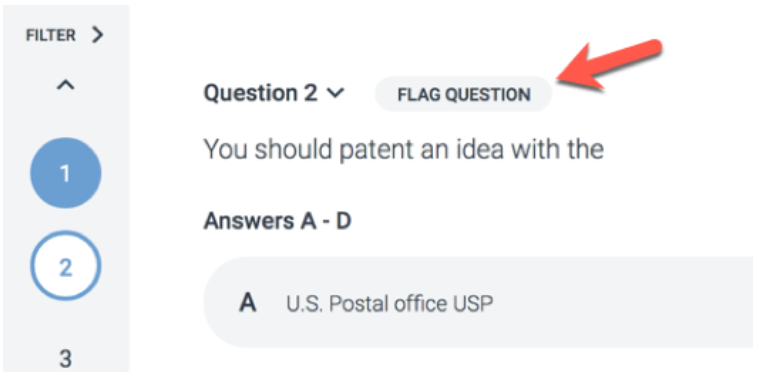 FILTER
1
2
3
Question 2
FLAG QUESTION
You should patent an idea with the
Answers A - D
A U.S. Postal office USP